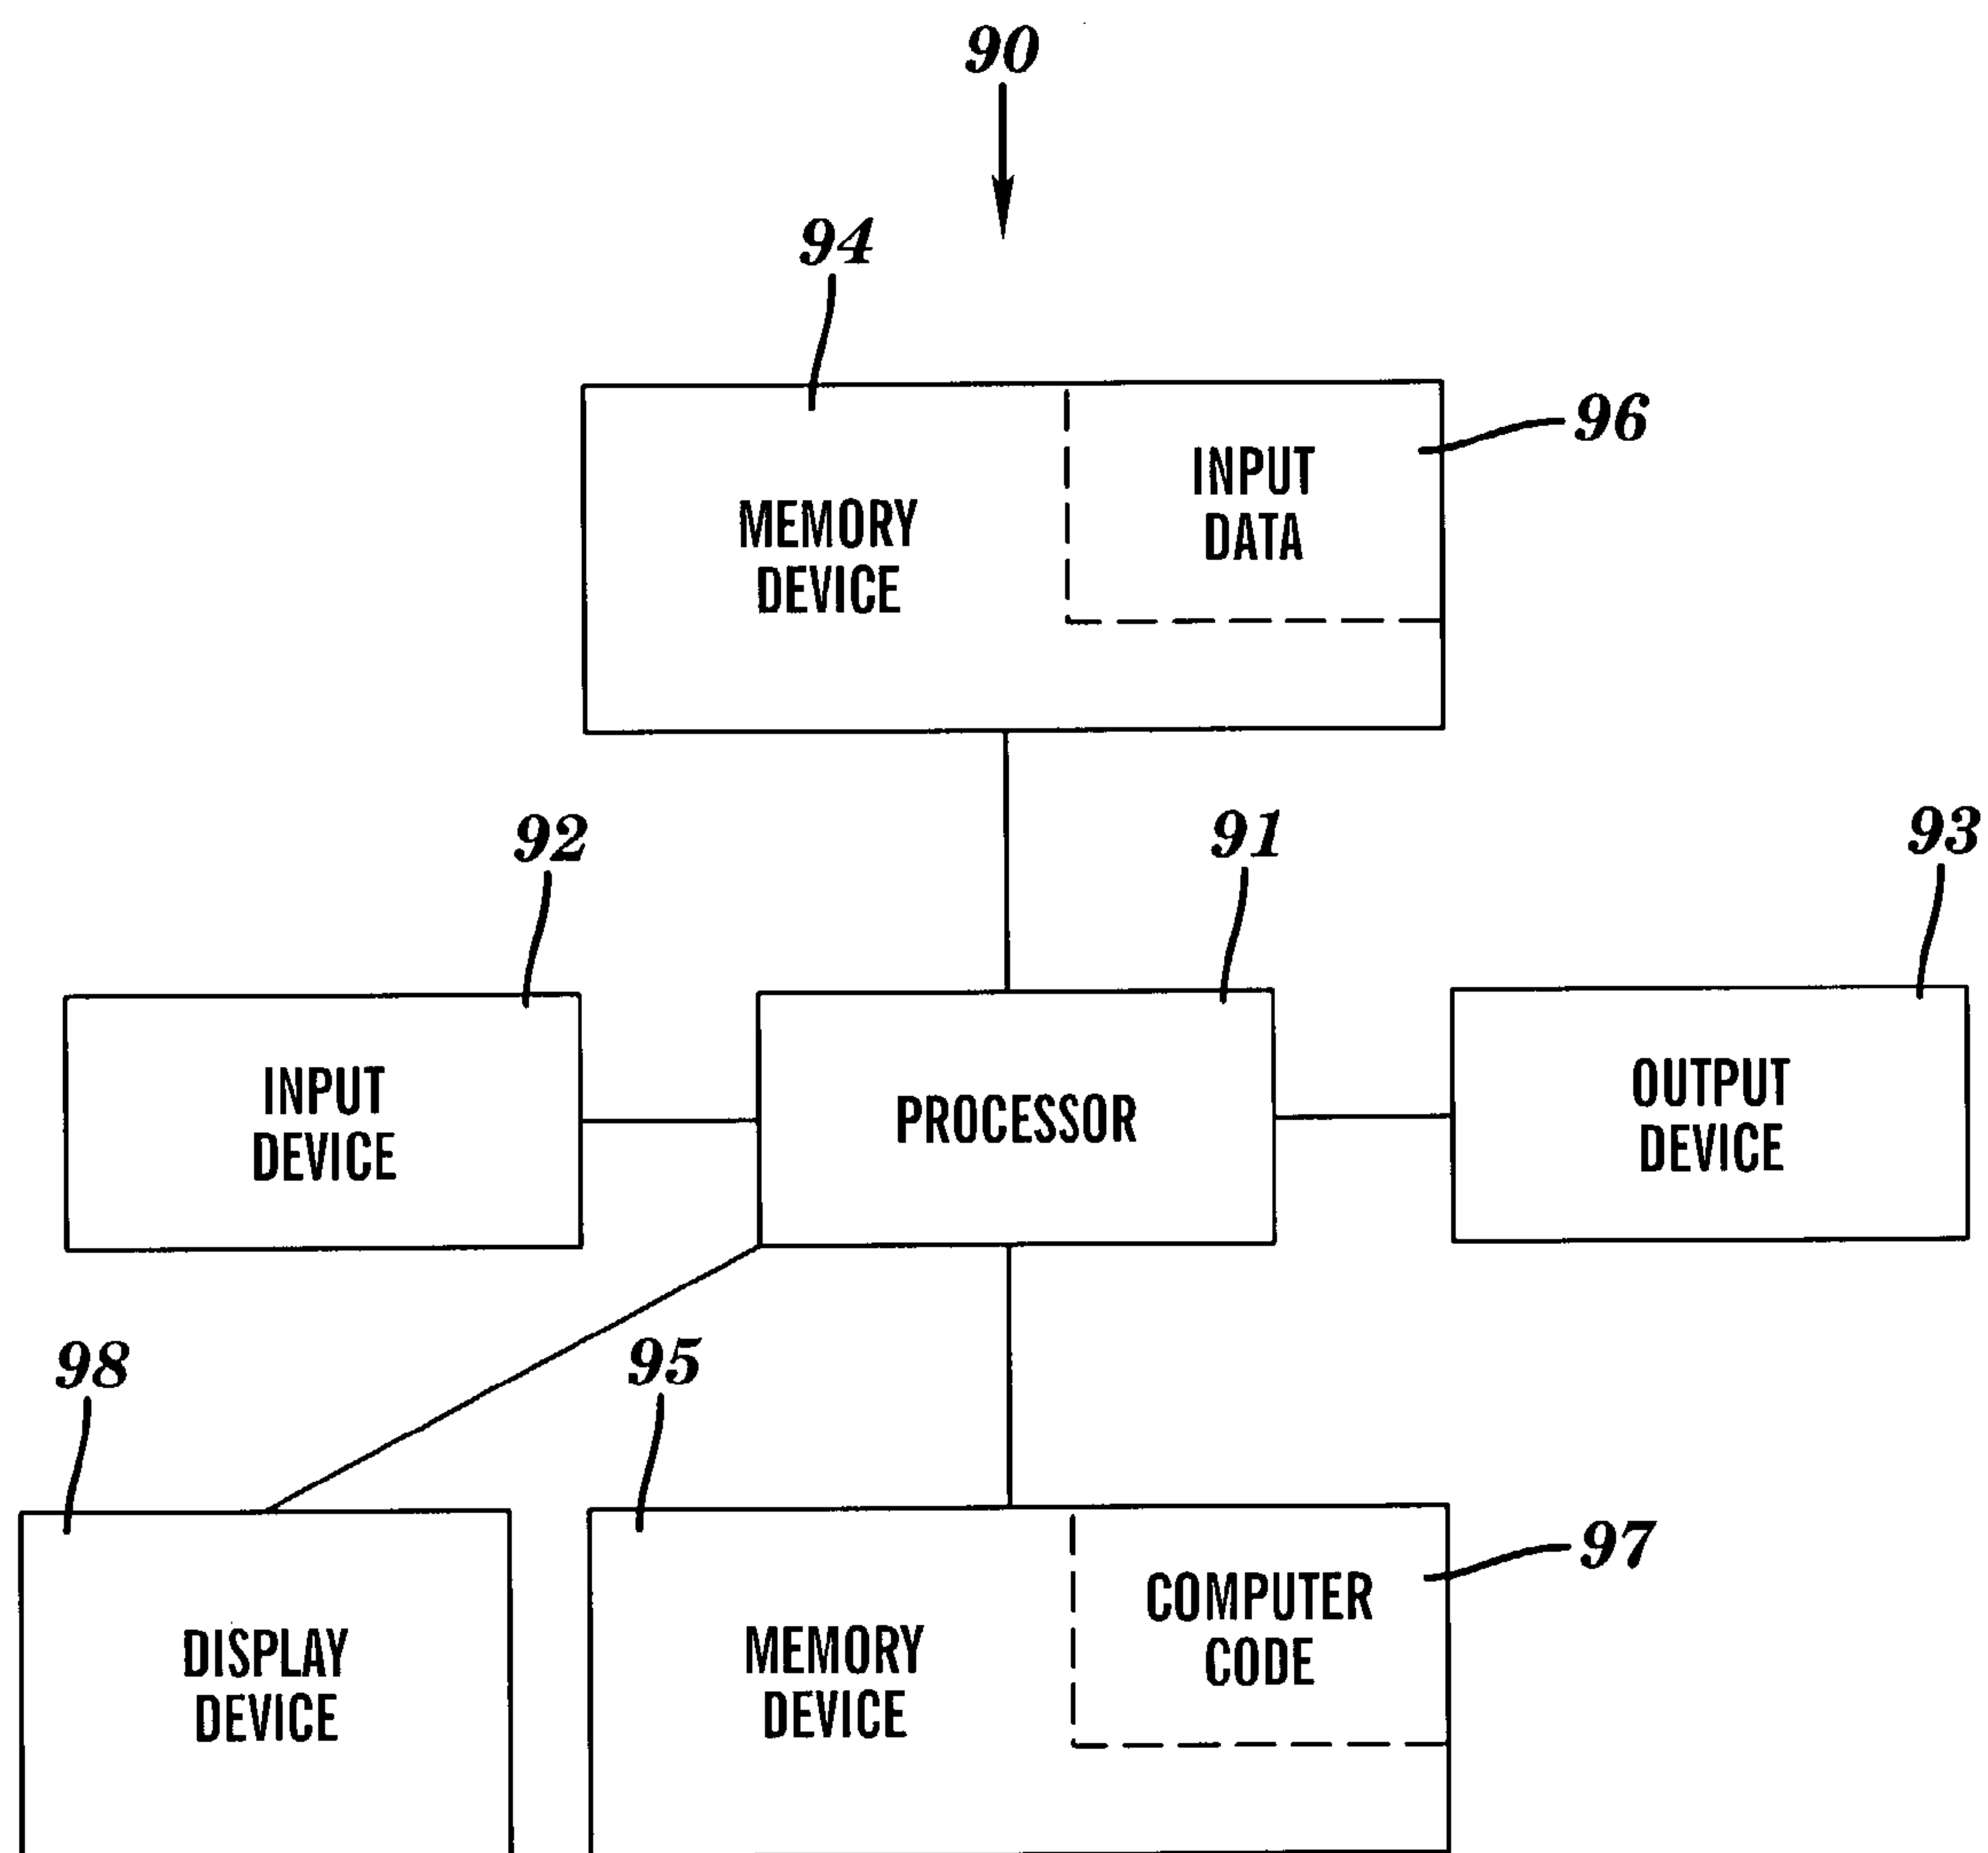 90
94
96
MEMORY
DEVICE
INPUT
DATA
92
91
93
INPUT
DEVICE
PROCESSOR
OUTPUT
DEVICE
98
95
97
DISPLAY
DEVICE
MEMORY
DEVICE
COMPUTER
CODE